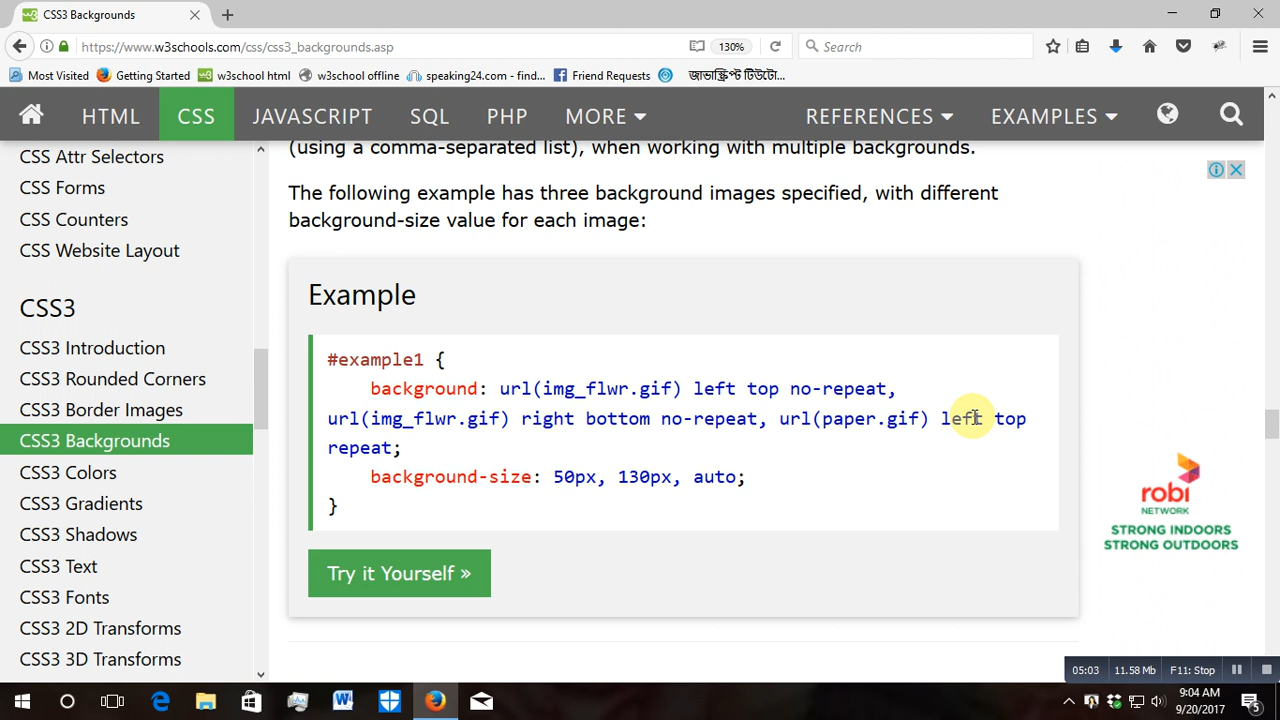 CSS3 Backgrounds
https://www.w3schools.com/css/css3_backgrounds.asp
130%
Search
Most Visited
Getting Started
w3school html
w3school offline
speaking24.com - find...
Friend Requests
জাভাস্ক্রিপ্ট টিউটো...
HTML
CSS
JAVASCRIPT
SQL
PHP
MORE
REFERENCES
EXAMPLES
CSS Attr Selectors
CSS Forms
CSS Counters
CSS Website Layout
CSS3
CSS3 Introduction
CSS3 Rounded Corners
CSS3 Border Images
CSS3 Backgrounds
CSS3 Colors
CSS3 Gradients
CSS3 Shadows
CSS3 Text
CSS3 Fonts
CSS3 2D Transforms
CSS3 3D Transforms
(using a comma-separated list), when working with multiple backgrounds.
The following example has three background images specified, with different
background-size value for each image:
Example
#example1 {
background: url(img_flwr.gif) left top no-repeat,
url(img_flwr.gif) right bottom no-repeat, url(paper.gif) left top
repeat;
background-size: 50px, 130px, auto;
}
Try it Yourself »
robi
NETWORK
STRONG INDOORS
STRONG OUTDOORS
05:03
11.58 Mb
F11: Stop
9:04 AM
9/20/2017
5